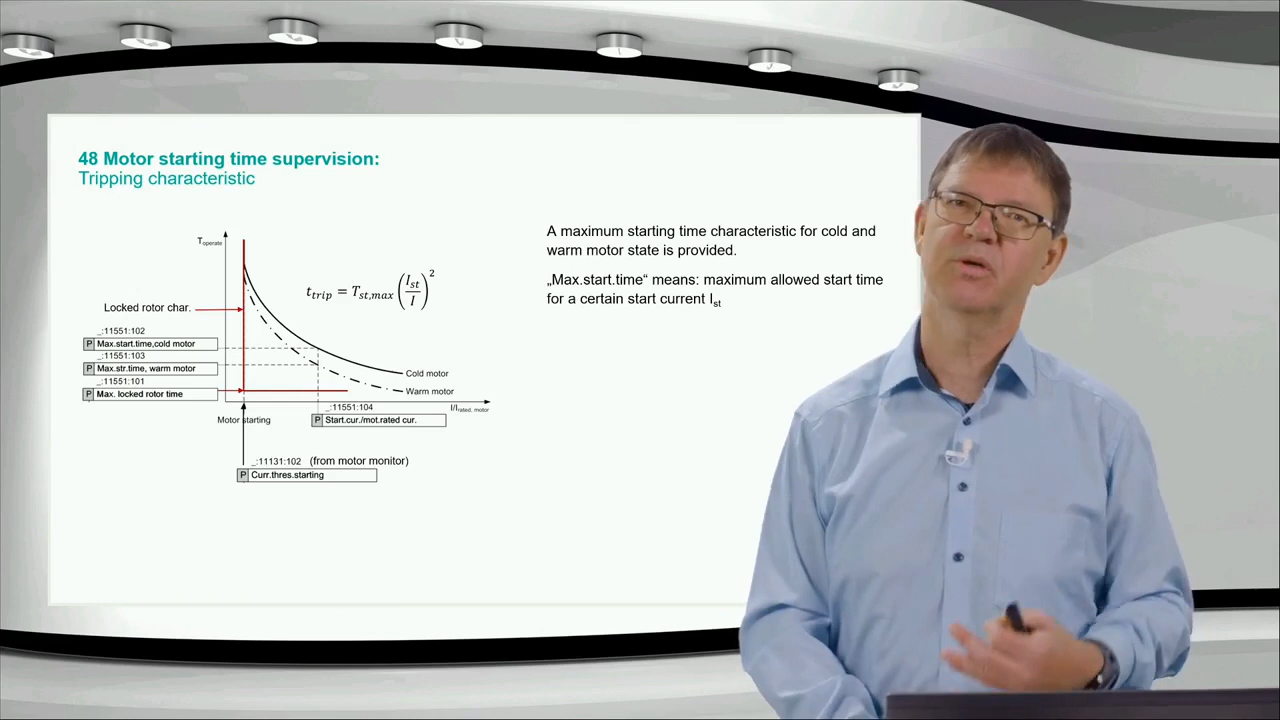 48 Motor starting time supervision:
Tripping characteristic
A maximum starting time characteristic for cold and
warm motor state is provided.
„Max.start.time“ means: maximum allowed start time
for a certain start current Ist
Toperate
ttrip = Tst,max (Ist/I)2
Locked rotor char.
_:11551:102
P Max.start.time,cold motor
_:11551:103
P Max.str.time, warm motor
_:11551:101
P Max. locked rotor time
Cold motor
Warm motor
I/Irated, motor
Motor starting
_:11551:104
P Start.cur./mot.rated cur.
_:11131:102 (from motor monitor)
P Curr.thres.starting